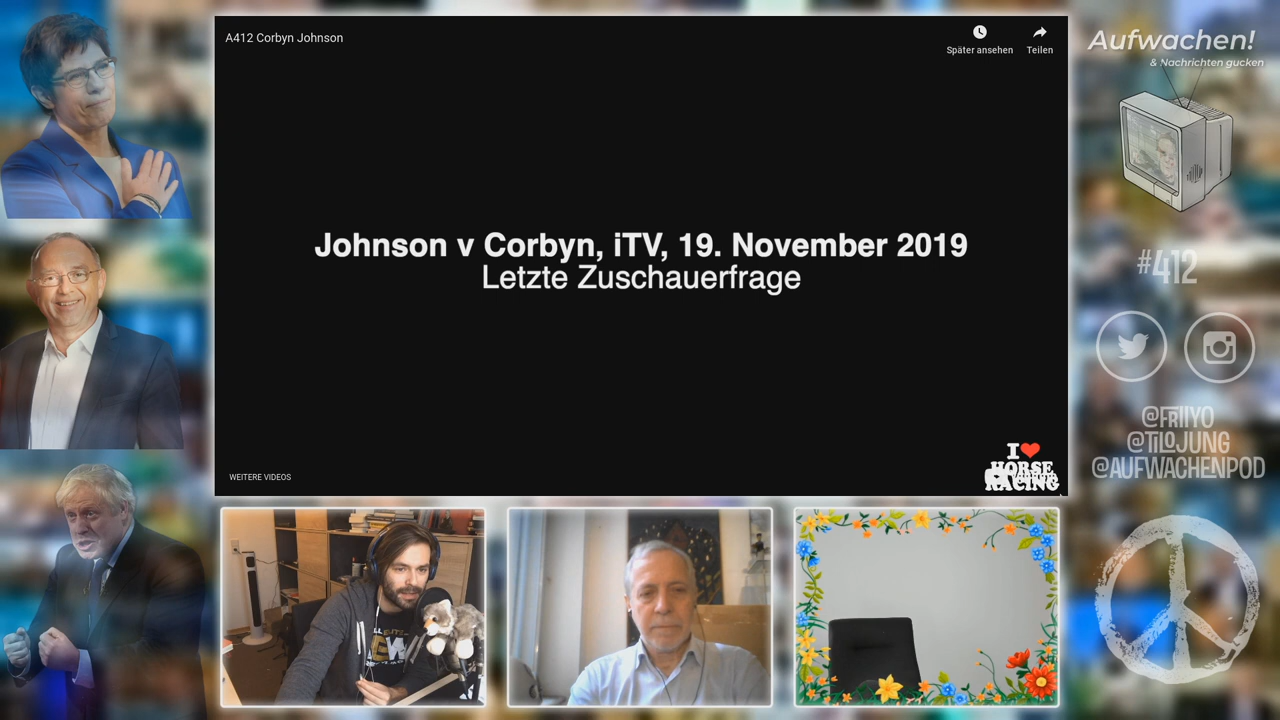 A412 Corbyn Johnson
Später ansehen
Teilen
Aufwachen!
& Nachrichten gucken
Johnson v Corbyn, iTV, 19. November 2019
Letzte Zuschauerfrage
#412
@FRIIYO
@TILOJUNG
@AUFWACHENPOD
WEITERE VIDEOS
I
HORSE
RACING